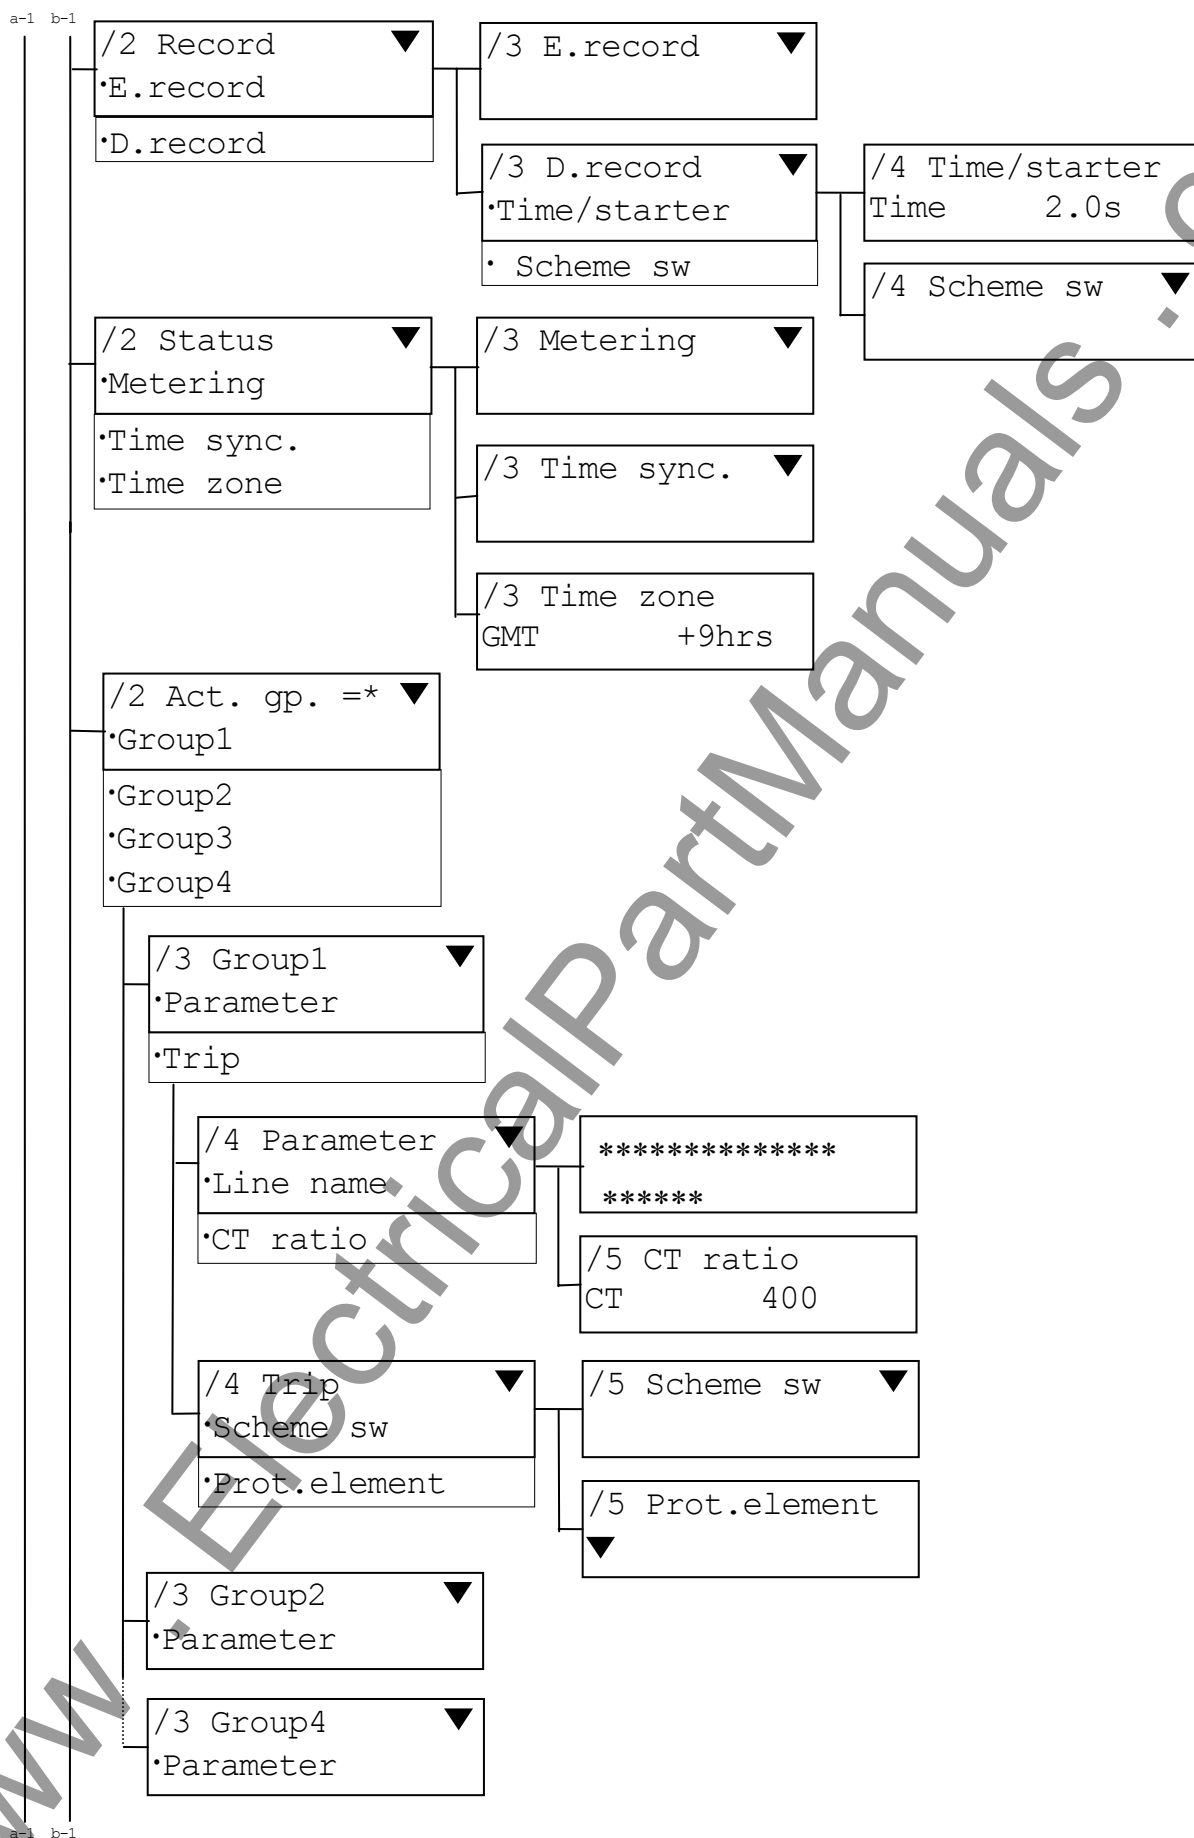 a-1 b-1
/2 Record ▼
·E.record
·D.record
/3 E.record ▼
/3 D.record ▼
·Time/starter
· Scheme sw
/4 Time/starter
Time 2.0s
/4 Scheme sw ▼
/2 Status ▼
·Metering
·Time sync.
·Time zone
/3 Metering ▼
/3 Time sync. ▼
/3 Time zone
GMT +9hrs
/2 Act. gp. =* ▼
·Group1
·Group2
·Group3
·Group4
/3 Group1 ▼
·Parameter
·Trip
/4 Parameter ▼
·Line name
·CT ratio
**************
******
/5 CT ratio
CT 400
/4 Trip ▼
·Scheme sw
·Prot.element
/5 Scheme sw ▼
/5 Prot.element
▼
/3 Group2 ▼
·Parameter
/3 Group4 ▼
·Parameter
a-1 b-1
www . ElectricalPartManuals . c